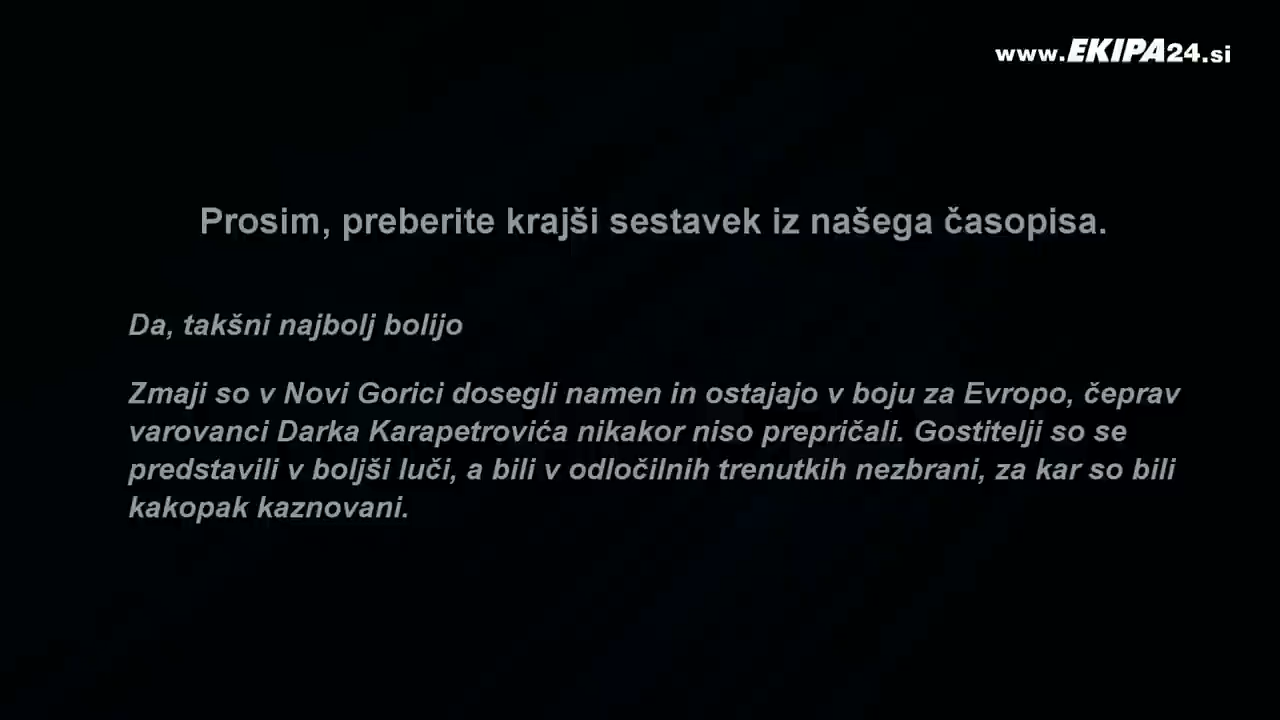 www.EKIPA24.si
Prosim, preberite krajši sestavek iz našega časopisa.
Da, takšni najbolj bolijo
Zmaji so v Novi Gorici dosegli namen in ostajajo v boju za Evropo, čeprav
varovanci Darka Karapetrovića nikakor niso prepričali. Gostitelji so se
predstavili v boljši luči, a bili v odločilnih trenutkih nezbrani, za kar so bili
kakopak kaznovani.